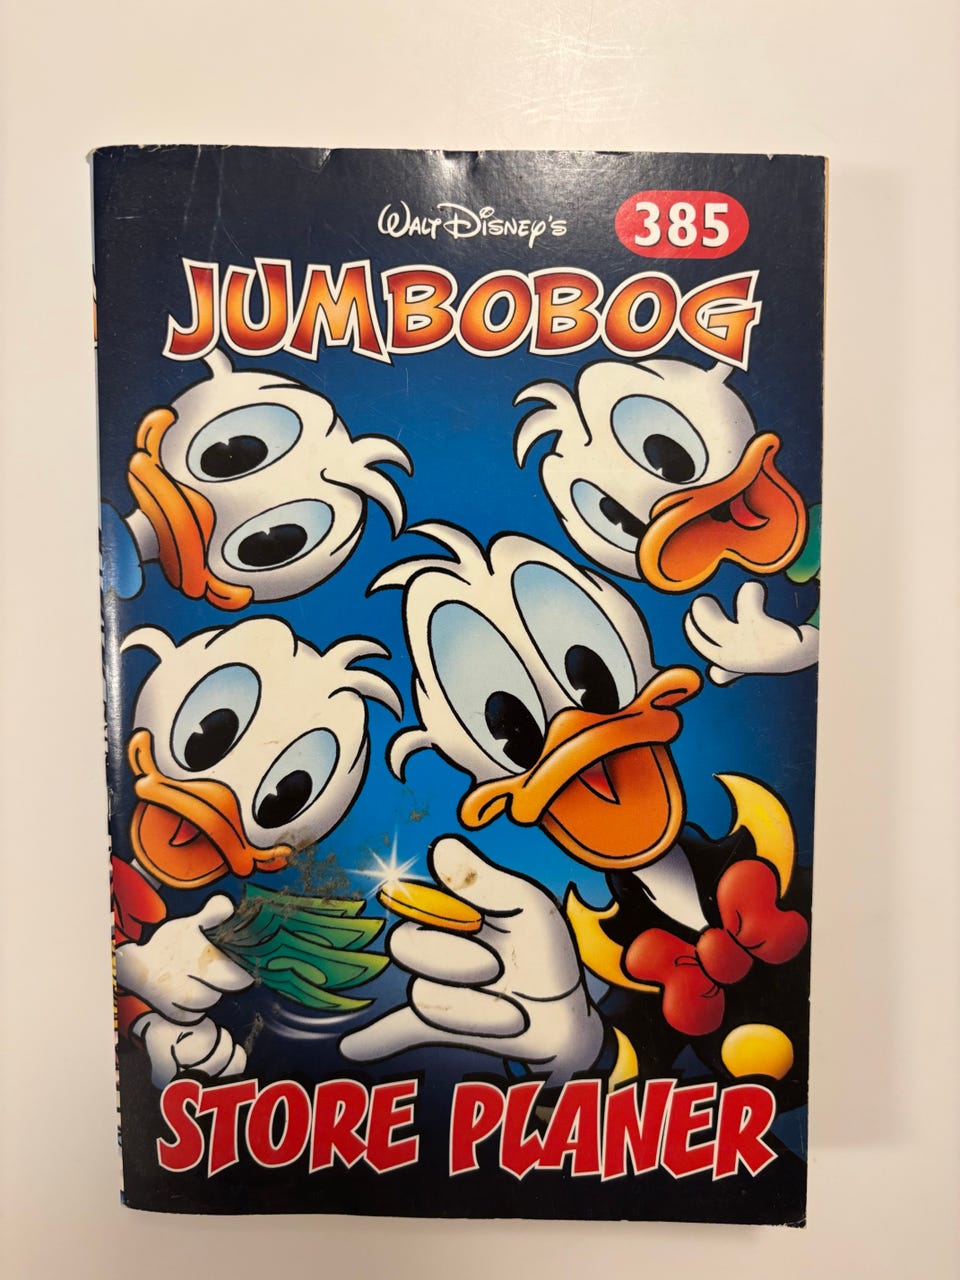 Walt Disney's
385
JUMBOBOG
STORE PLANER